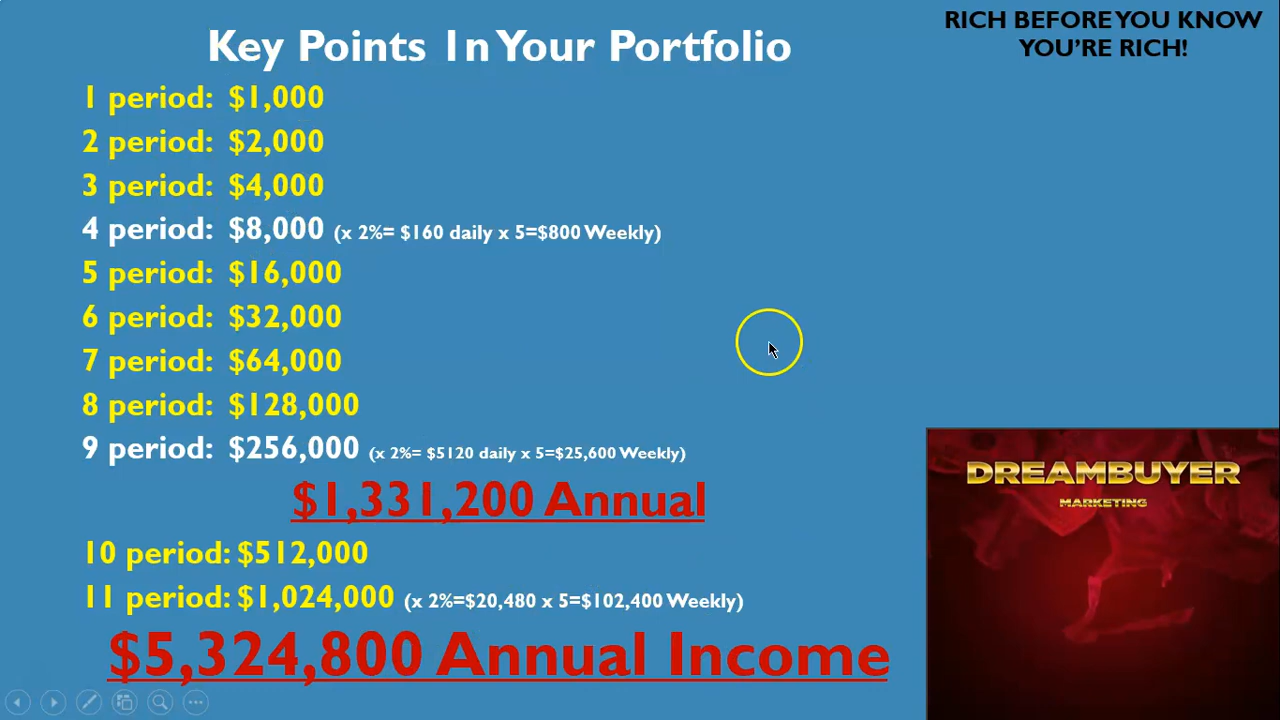 RICH BEFORE YOU KNOW
YOU'RE RICH!
Key Points In Your Portfolio
1 period: $1,000
2 period: $2,000
3 period: $4,000
4 period: $8,000 (x 2%= $160 daily x 5=$800 Weekly)
5 period: $16,000
6 period: $32,000
7 period: $64,000
8 period: $128,000
9 period: $256,000 (x 2%= $5120 daily x 5=$25,600 Weekly)
$1,331,200 Annual
10 period: $512,000
11 period: $1,024,000 (x 2%=$20,480 x 5=$102,400 Weekly)
$5,324,800 Annual Income
DREAMBUYER
MARKETING